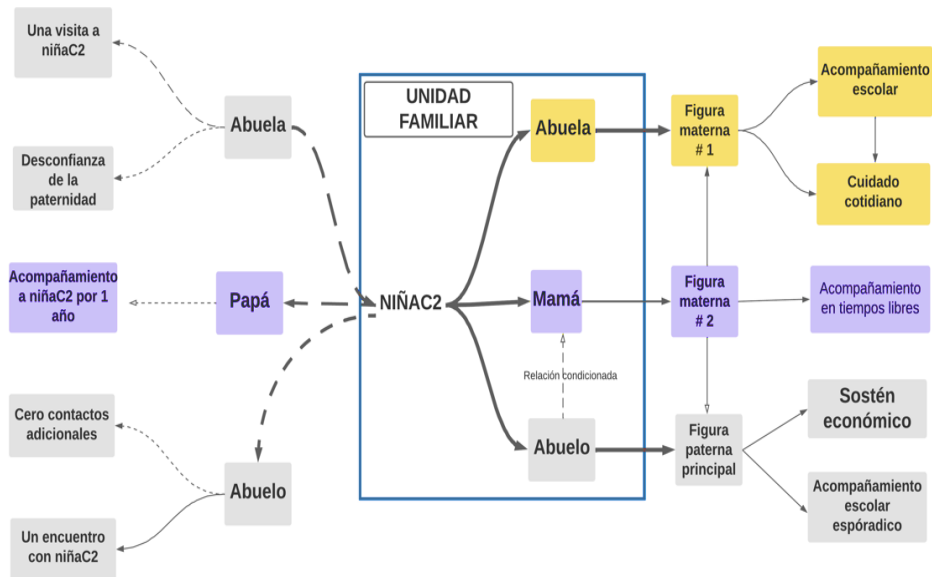 Una visita a
niñaC2
Abuela
Desconfianza
de la
paternidad
Acompañamiento
a niñaC2 por 1
año
Papá
Cero contactos
adicionales
Abuelo
Un encuentro
con niñaC2
UNIDAD
FAMILIAR
NIÑAC2
Abuela
Mamá
Relación condicionada
Abuelo
Figura
materna
# 1
Figura
materna
# 2
Figura
paterna
principal
Acompañamiento
escolar
Cuidado
cotidiano
Acompañamiento
en tiempos libres
Sostén
económico
Acompañamiento
escolar
espóradico